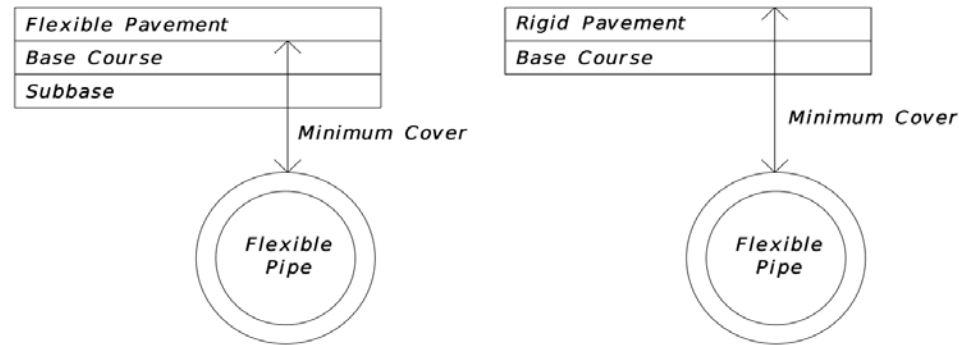 Flexible Pavement
Base Course
Subbase
Minimum Cover
Flexible
Pipe
Rigid Pavement
Base Course
Minimum Cover
Flexible
Pipe